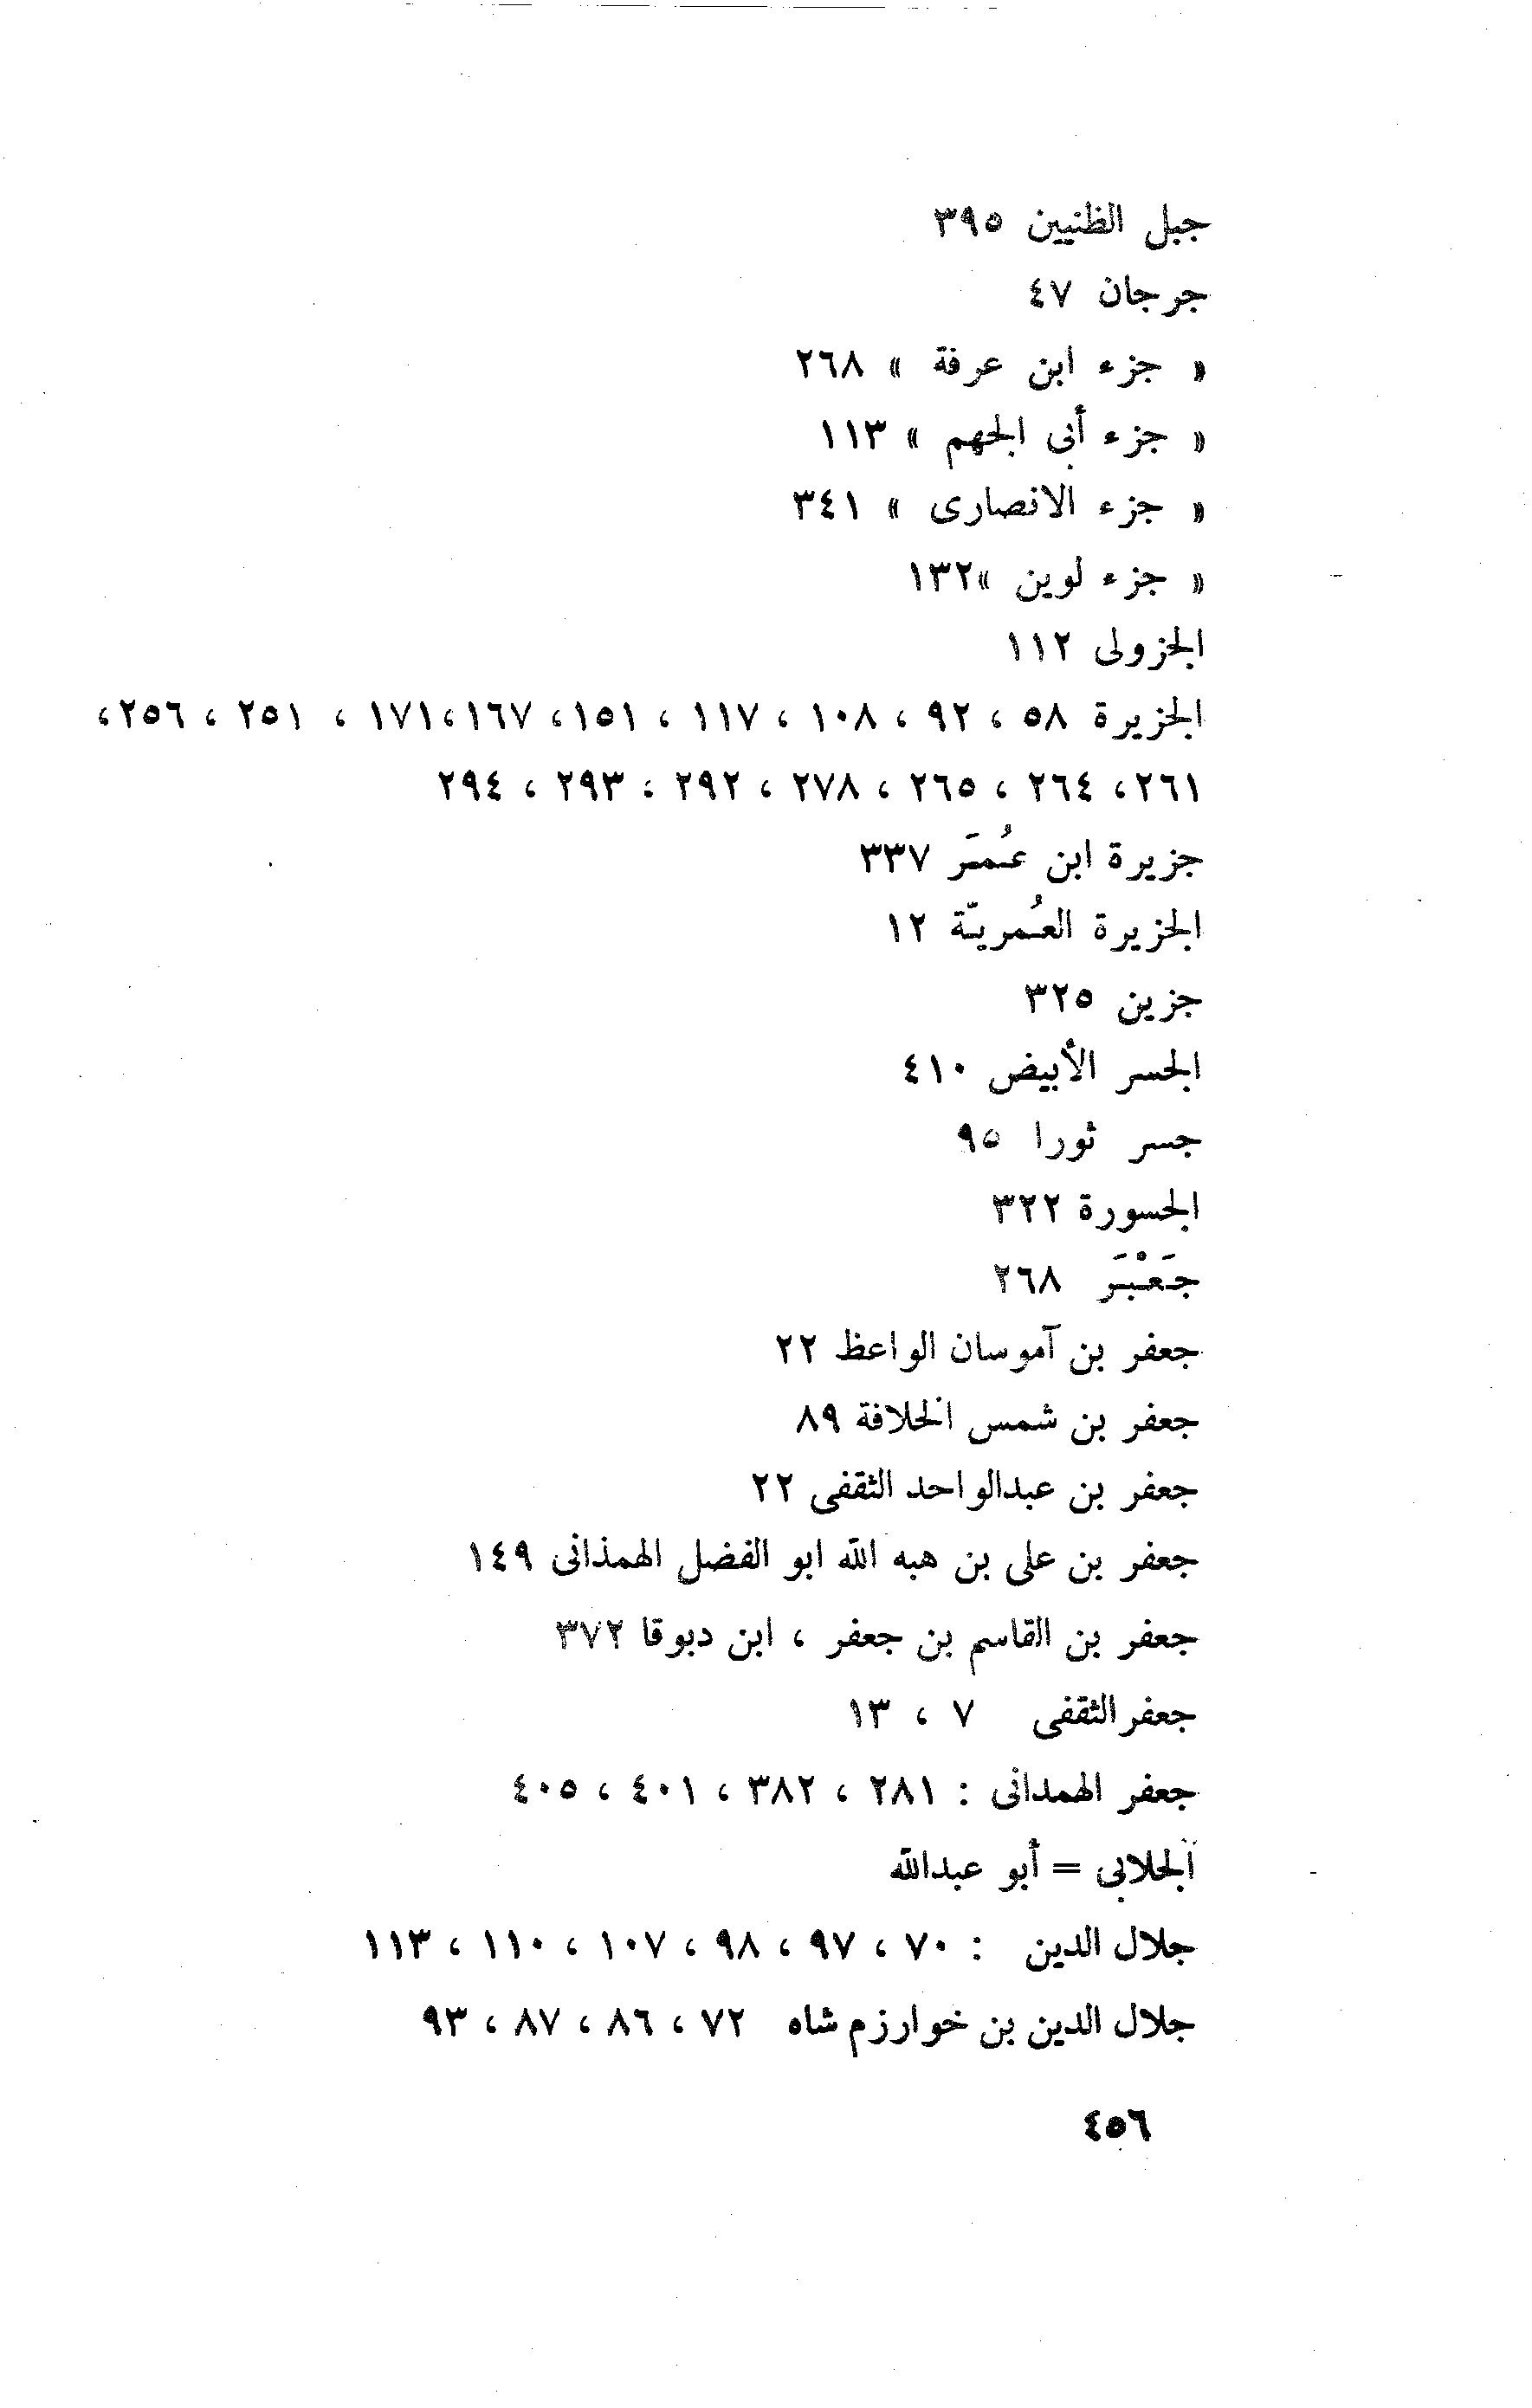 جبل الظنيين ٣٩٥
جرجان ٤٧
« جزء ابن عرفة » ٢٦٨
« جزء أبى الجهم » ١١٣
« جزء الانصارى » ٣٤١
« جزء لوين »١٣٢
الجزولى ١١٢
الجزيرة ٥٨ ، ٩٢ ، ١٠٨ ، ١١٧ ، ١٥١، ١٦٧،١٧١ ، ٢٥١ ، ٢٥٦،
٢٦١، ٢٦٤ ، ٢٦٥ ، ٢٧٨ ، ٢٩٢ ، ٢٩٣ ، ٢٩٤
جزيرة ابن عُمَر ٣٣٧
الجزيرة العُمريّة ١٢
جزين ٣٢٥
الجسر الأبيض ٤١٠
جسر ثورا ٩٥
الجسورة ٣٢٢
جَعْبَر ٢٦٨
جعفر بن آموسان الواعظ ٢٢
جعفر بن شمس الخلافة ٨٩
جعفر بن عبدالواحد الثقفى ٢٢
جعفر بن على بن هبه الله ابو الفضل الهمذانى ١٤٩
جعفر بن القاسم بن جعفر ، ابن دبوقا ٣٧٢
جعفرالثقفى ٧ ، ١٣
جعفر الهمدانى : ٢٨١ ، ٣٨٢ ، ٤٠١ ، ٤٠٥
الجلابى = أبو عبدالله
جلال الدين : ٧٠ ، ٩٧ ، ٩٨ ، ١٠٧ ، ١١٠ ، ١١٣
جلال الدين بن خوارزم شاه ٧٢ ، ٨٦ ، ٨٧ ، ٩٣
٤٥٦